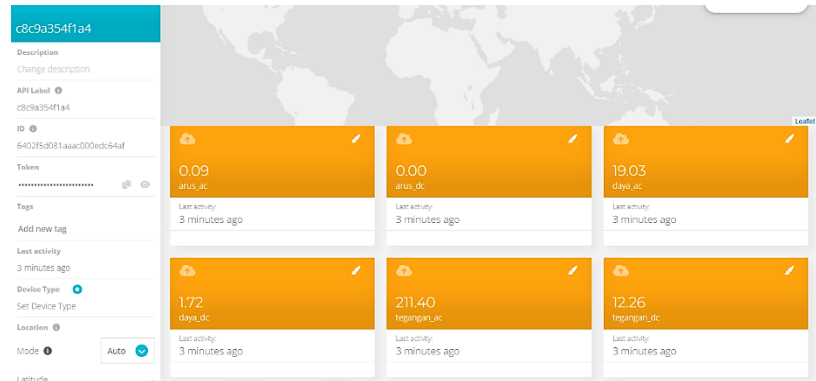 c8c9a354f1a4
Description
Change description
API Label
c8c9a354f1a4
ID
6402f5d081aaac000edc64af
Token
Tags
Add new tag
Last activity
3 minutes ago
Device Type
Set Device Type
Location
Mode
Auto
Latitude
Leaflet
0.09
arus_ac
Last activity:
3 minutes ago
0.00
arus_dc
Last activity:
3 minutes ago
19.03
daya_ac
Last activity:
3 minutes ago
1.72
daya_dc
Last activity:
3 minutes ago
211.40
tegangan_ac
Last activity:
3 minutes ago
12.26
tegangan_dc
Last activity:
3 minutes ago